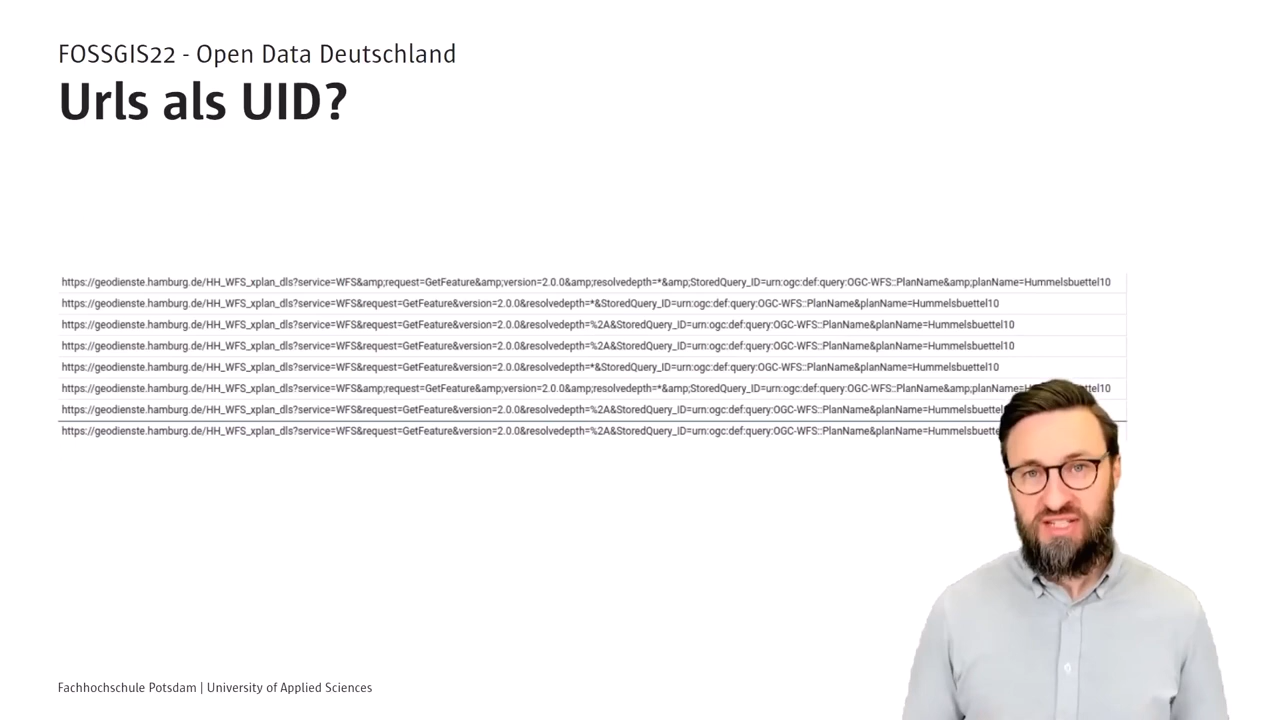 FOSSGIS22 - Open Data Deutschland
Urls als UID?
https://geodienste.hamburg.de/HH_WFS_xplan_dls?service=WFS&amp;request=GetFeature&amp;version=2.0.0&amp;resolvedepth=*&amp;StoredQuery_ID=urn:ogc:def:query:OGC-WFS::PlanName&amp;planName=Hummelsbuettel10
https://geodienste.hamburg.de/HH_WFS_xplan_dls?service=WFS&request=GetFeature&version=2.0.0&resolvedepth=*&StoredQuery_ID=urn:ogc:def:query:OGC-WFS::PlanName&planName=Hummelsbuettel10
https://geodienste.hamburg.de/HH_WFS_xplan_dls?service=WFS&request=GetFeature&version=2.0.0&resolvedepth=%2A&StoredQuery_ID=urn:ogc:def:query:OGC-WFS::PlanName&planName=Hummelsbuettel10
https://geodienste.hamburg.de/HH_WFS_xplan_dls?service=WFS&request=GetFeature&version=2.0.0&resolvedepth=%2A&StoredQuery_ID=urn:ogc:def:query:OGC-WFS::PlanName&planName=Hummelsbuettel10
https://geodienste.hamburg.de/HH_WFS_xplan_dls?service=WFS&request=GetFeature&version=2.0.0&resolvedepth=*&StoredQuery_ID=urn:ogc:def:query:OGC-WFS::PlanName&planName=Hummelsbuettel10
https://geodienste.hamburg.de/HH_WFS_xplan_dls?service=WFS&amp;request=GetFeature&amp;version=2.0.0&amp;resolvedepth=*&amp;StoredQuery_ID=urn:ogc:def:query:OGC-WFS::PlanName&amp;planName=Hummelsbuettel10
https://geodienste.hamburg.de/HH_WFS_xplan_dls?service=WFS&request=GetFeature&version=2.0.0&resolvedepth=%2A&StoredQuery_ID=urn:ogc:def:query:OGC-WFS::PlanName&planName=Hummelsbuettel
https://geodienste.hamburg.de/HH_WFS_xplan_dls?service=WFS&request=GetFeature&version=2.0.0&resolvedepth=%2A&StoredQuery_ID=urn:ogc:def:query:OGC-WFS::PlanName&planName=Hummelsbuette
Fachhochschule Potsdam | University of Applied Sciences